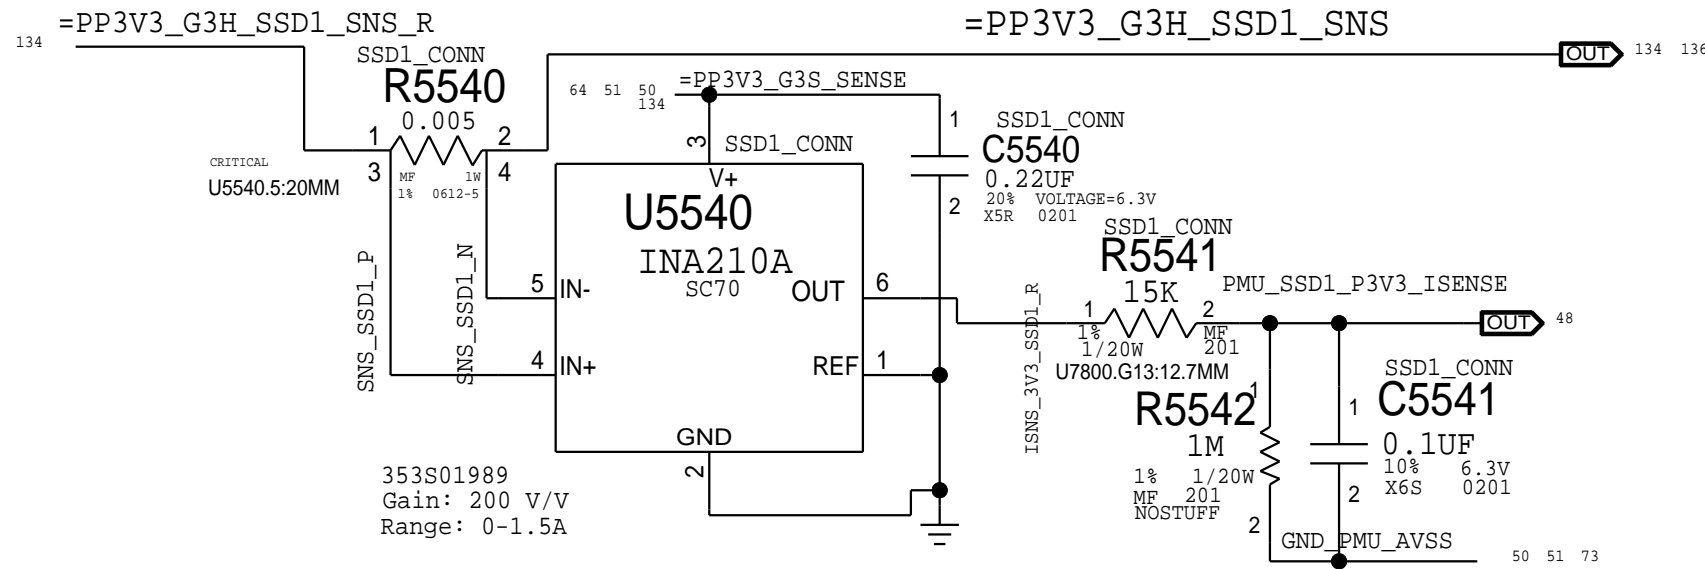 =PP3V3_G3H_SSD1_SNS_R
=PP3V3_G3H_SSD1_SNS
134
OUT 134 136
SSD1_CONN
R5540
0.005
1 2
3 4
CRITICAL
U5540.5:20MM
MF 1W
1% 0612-5
64 51 50
134
=PP3V3_G3S_SENSE
3
SSD1_CONN
V+
U5540
INA210A
SC70
5 IN-
4 IN+
OUT 6
REF 1
GND
2
SNS_SSD1_P
SNS_SSD1_N
1
SSD1_CONN
C5540
0.22UF
20% VOLTAGE=6.3V
X5R 0201
2
SSD1_CONN
R5541
15K
1 2
1% MF
1/20W 201
U7800.G13:12.7MM
ISNS_3V3_SSD1_R
PMU_SSD1_P3V3_ISENSE
OUT 48
R5542
1
1M
1% 1/20W
MF 201
NOSTUFF
2
SSD1_CONN
C5541
1
0.1UF
10% 6.3V
X6S 0201
2
GND_PMU_AVSS
50 51 73
353S01989
Gain: 200 V/V
Range: 0-1.5A